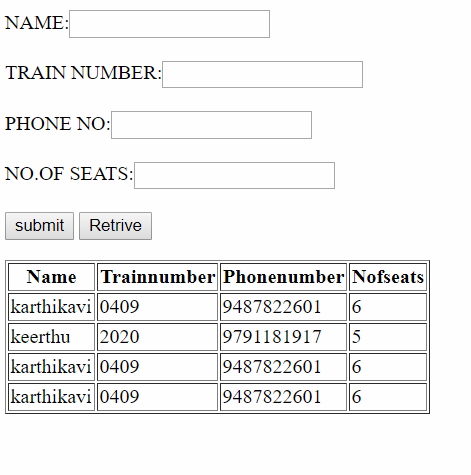 NAME:
TRAIN NUMBER:
PHONE NO:
NO.OF SEATS:
submit Retrive
Name Trainnumber Phonenumber Nofseats
karthikavi 0409 9487822601 6
keerthu 2020 9791181917 5
karthikavi 0409 9487822601 6
karthikavi 0409 9487822601 6